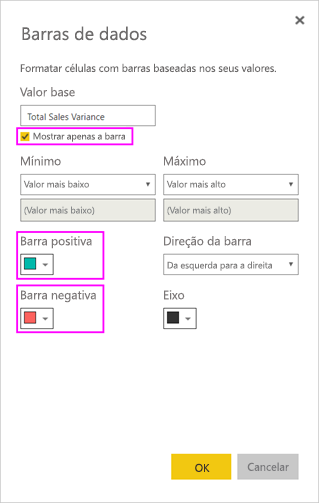 Barras de dados
Formatar células com barras baseadas nos seus valores.
Valor base
Total Sales Variance
Mostrar apenas a barra
Mínimo
Máximo
Valor mais baixo
Valor mais alto
(Valor mais baixo)
(Valor mais alto)
Barra positiva
Direção da barra
Da esquerda para a direita
Barra negativa
Eixo
OK
Cancelar